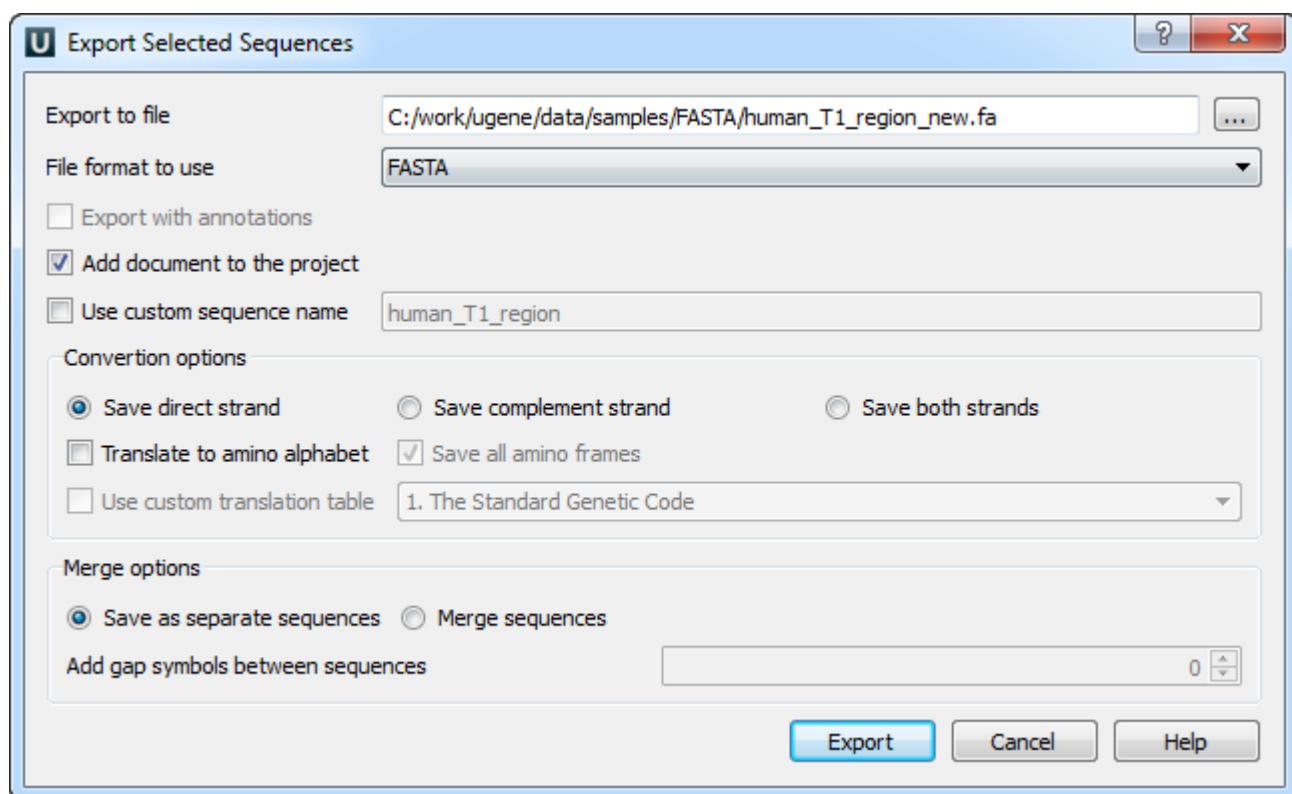 U Export Selected Sequences ? X
Export to file C:/work/ugene/data/samples/FASTA/human_T1_region_new.fa ...
File format to use FASTA
Export with annotations
Add document to the project
Use custom sequence name human_T1_region
Convertion options
Save direct strand Save complement strand Save both strands
Translate to amino alphabet Save all amino frames
Use custom translation table 1. The Standard Genetic Code
Merge options
Save as separate sequences Merge sequences
Add gap symbols between sequences 0
Export Cancel Help